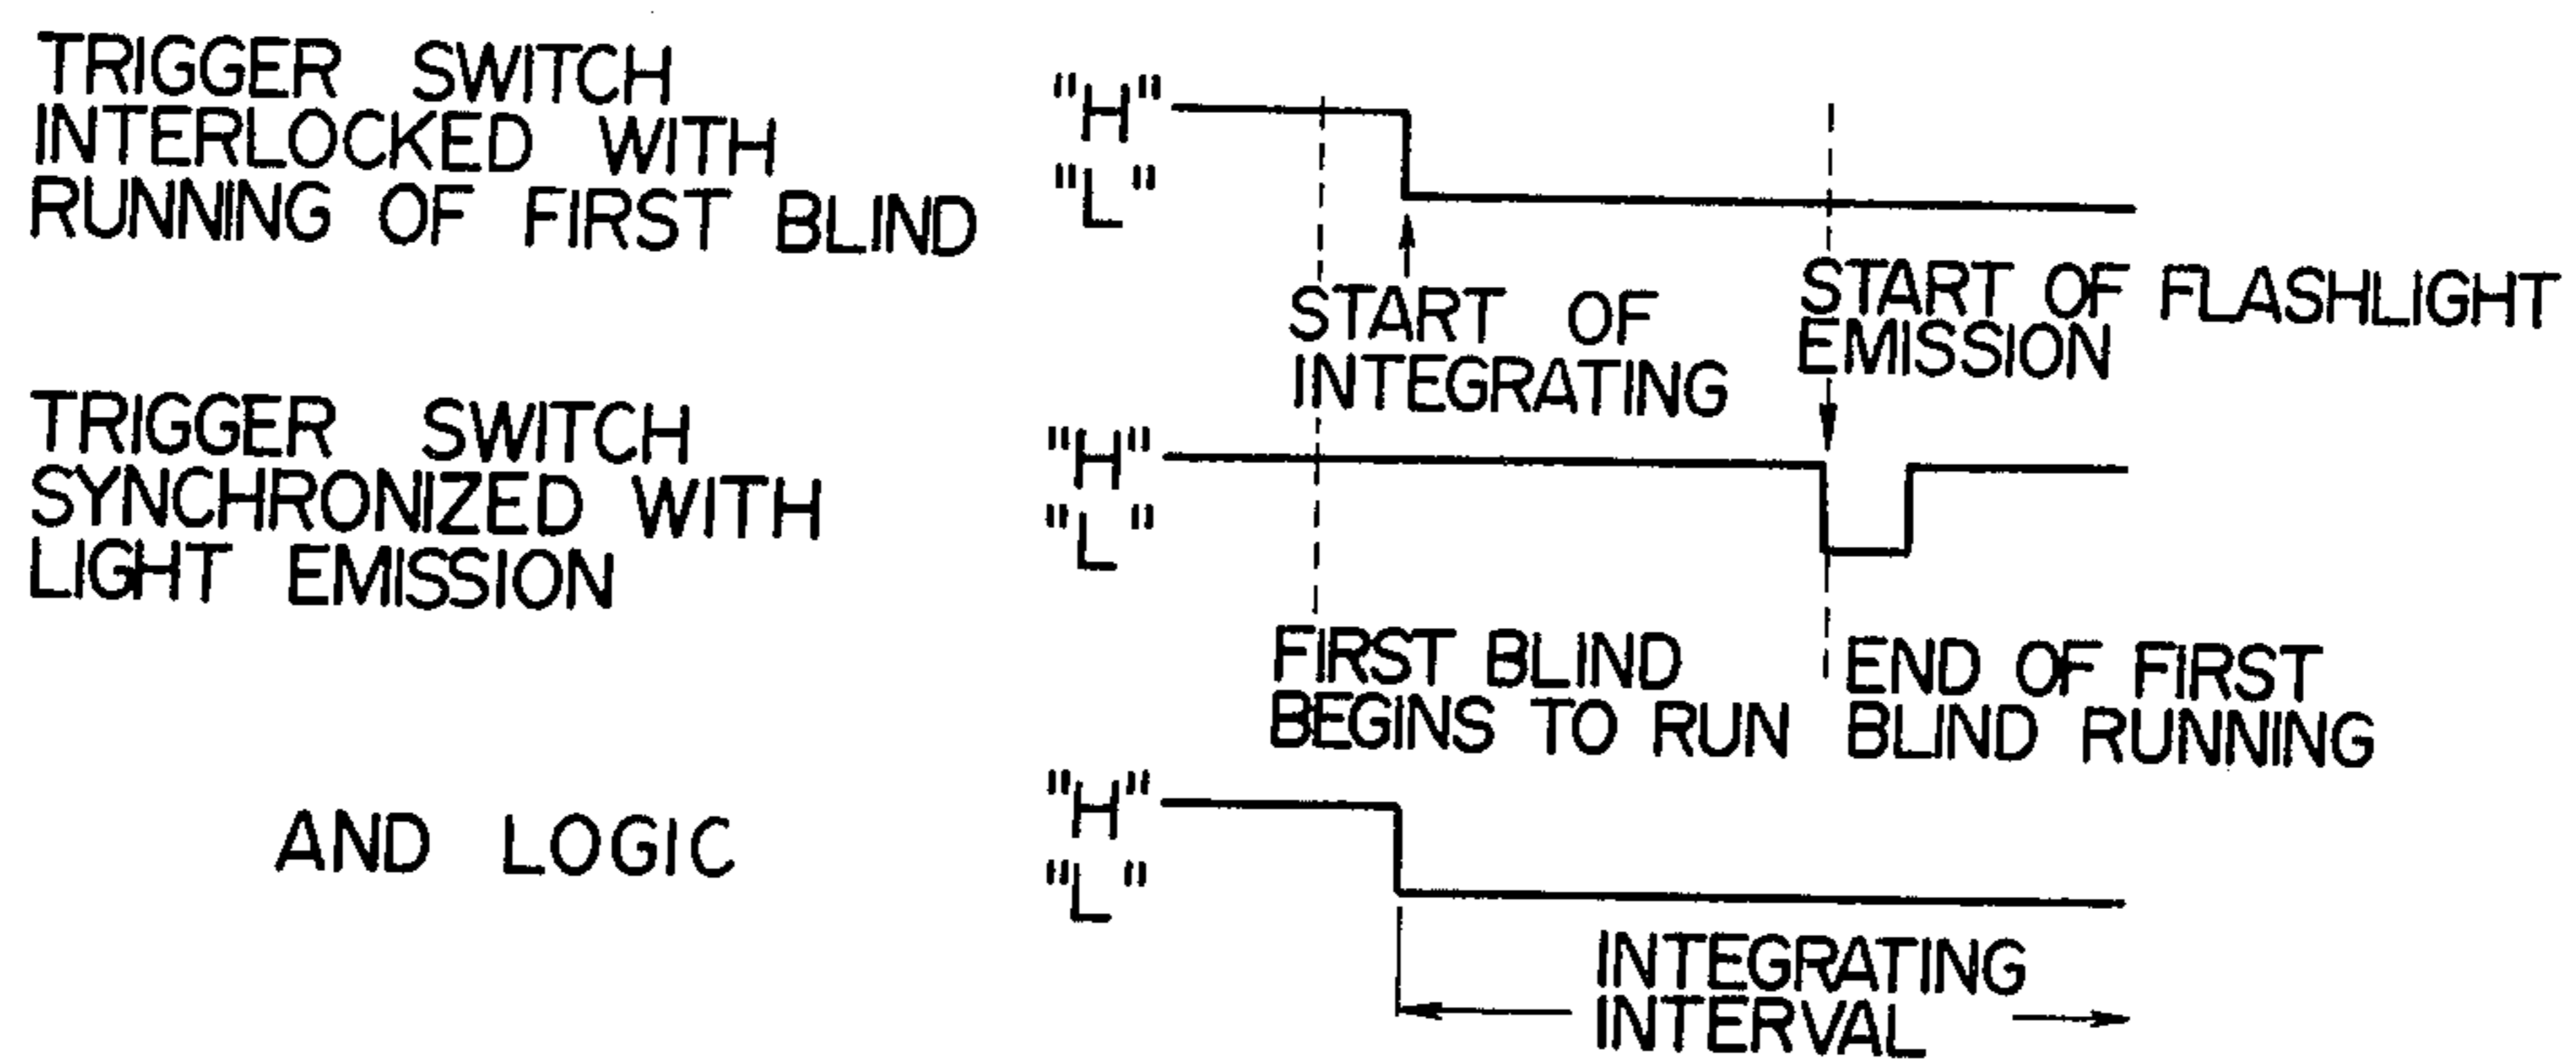 TRIGGER SWITCH
INTERLOCKED WITH
RUNNING OF FIRST BLIND
"H"
"L"
START OF
INTEGRATING
START OF FLASHLIGHT
EMISSION
TRIGGER SWITCH
SYNCHRONIZED WITH
LIGHT EMISSION
"H"
"L"
FIRST BLIND
BEGINS TO RUN
END OF FIRST
BLIND RUNNING
AND LOGIC
"H"
"L"
INTEGRATING
INTERVAL